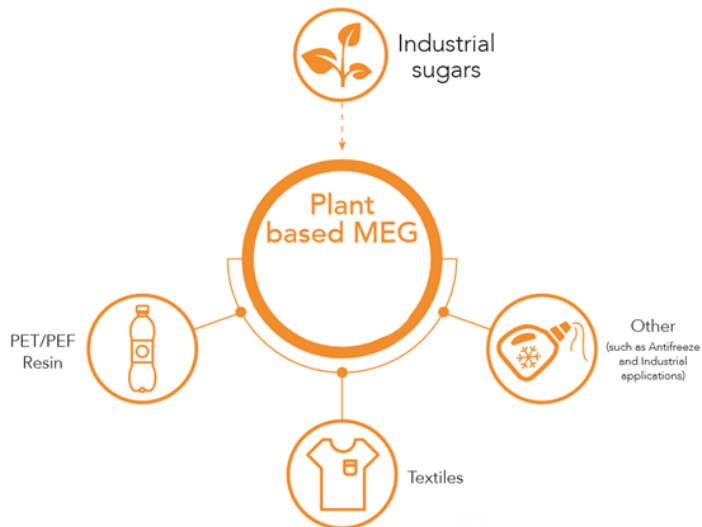 Industrial
sugars
Plant
based MEG
PET/PEF
Resin
Other
(such as Antifreeze
and Industrial
applications)
Textiles